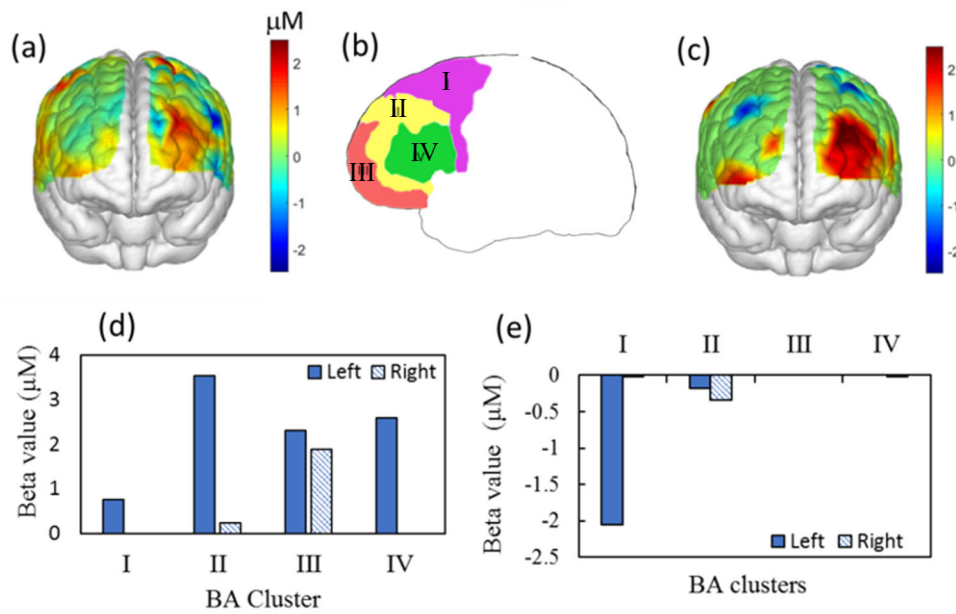 (a)
μM
2
1
0
-1
-2
(b)
I
II
III
IV
(c)
2
1
0
-1
-2
(d)
Beta value (μM)
4
3
2
1
0
Left Right
I II III IV
BA Cluster
(e)
I II III IV
Beta value (μM)
0
-0.5
-1
-1.5
-2
-2.5
Left Right
BA clusters